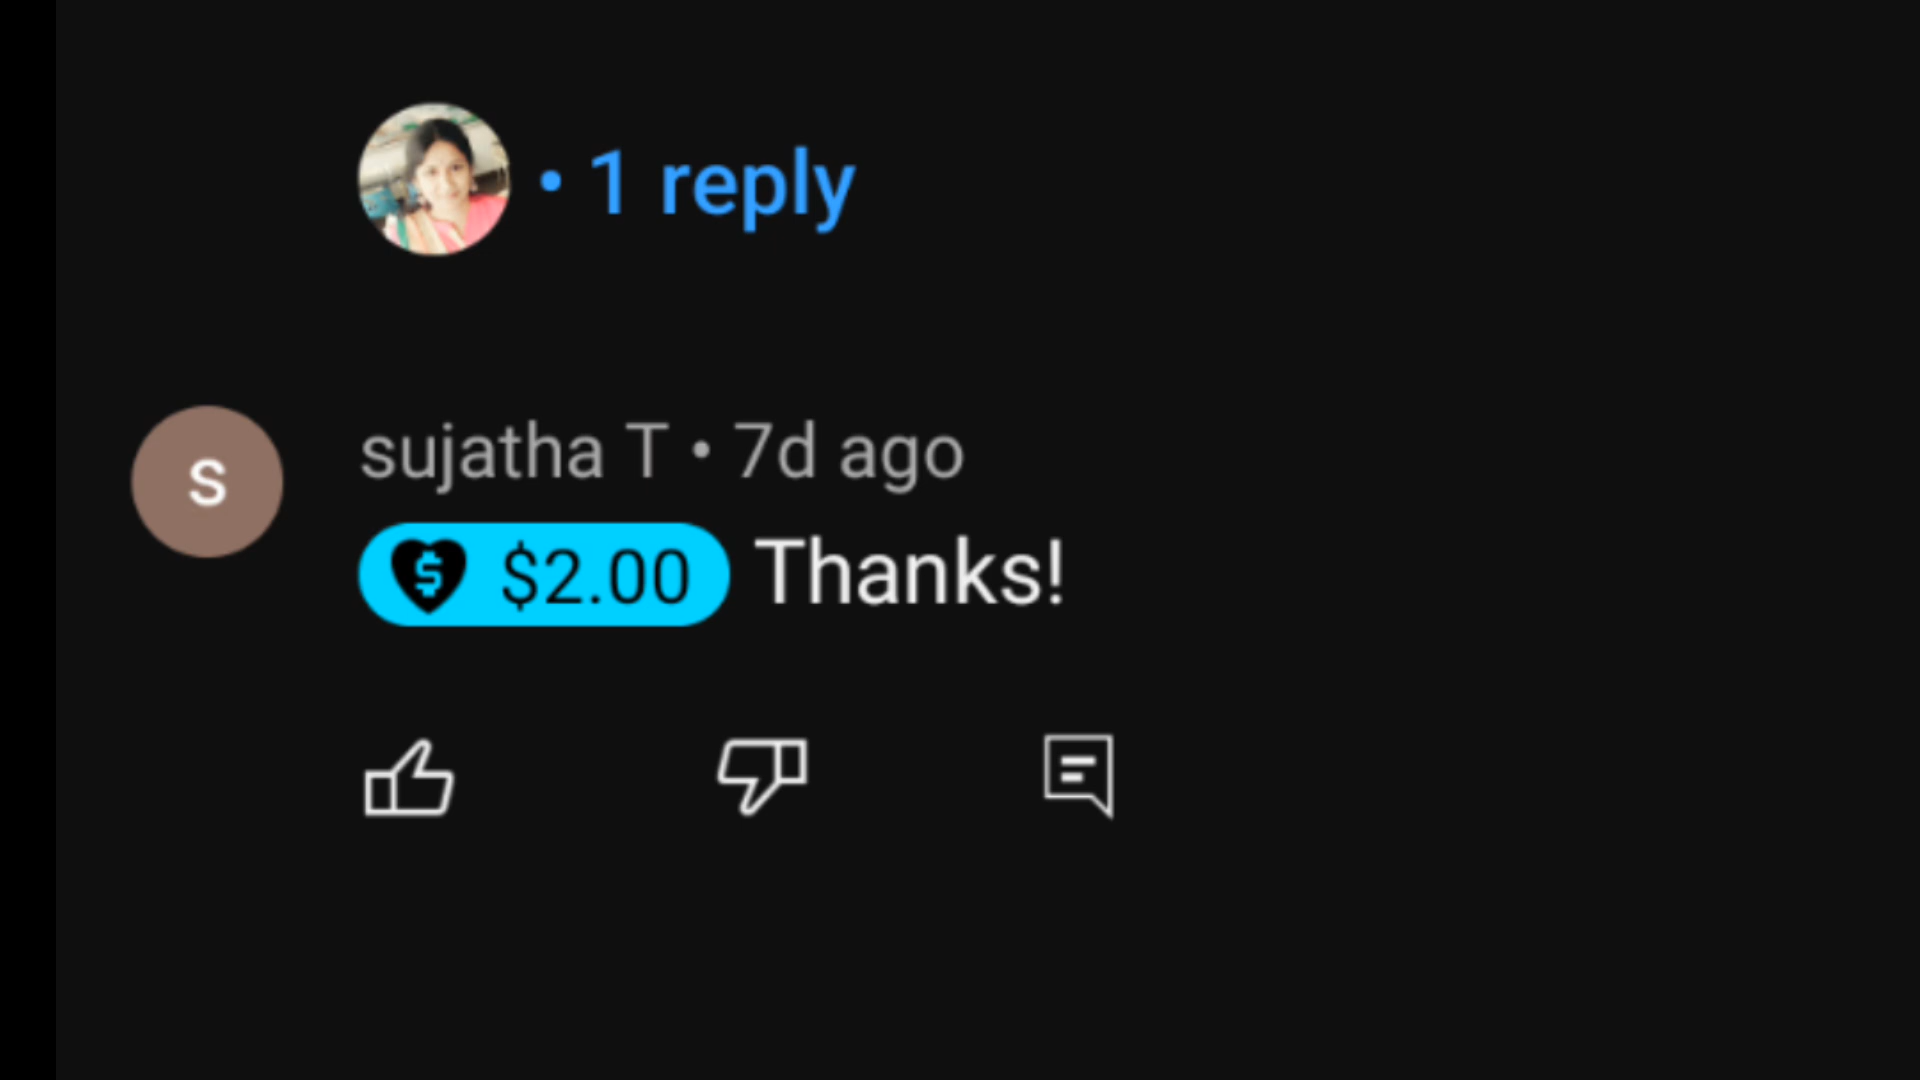 • 1 reply
s
sujatha T • 7d ago
$ $2.00 Thanks!